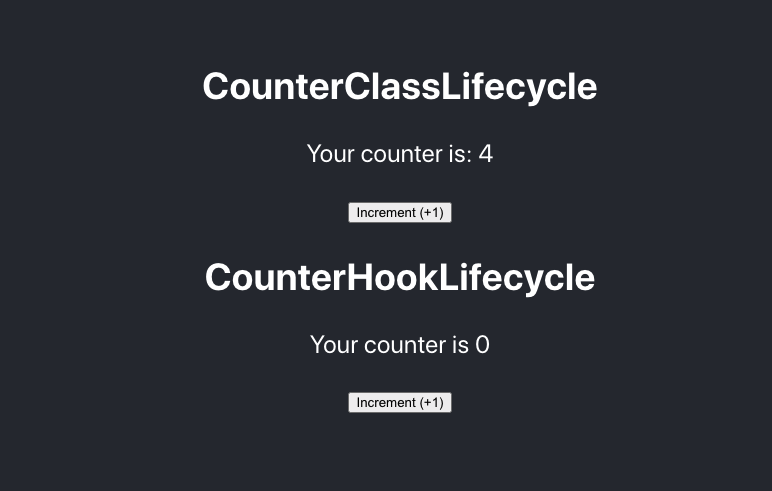 CounterClassLifecycle
Your counter is: 4
Increment (+1)
CounterHookLifecycle
Your counter is 0
Increment (+1)